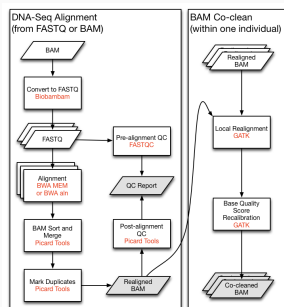 DNA-Seq Alignment
(from FASTQ or BAM)
BAM
Convert to FASTQ
Biobambam
FASTQ
Pre-alignment QC
FASTQC
Alignment
BWA MEM
or BWA aln
QC Report
BAM Sort and
Merge
Picard Tools
Post-alignment
QC
Picard Tools
Mark Duplicates
Picard Tools
Realigned
BAM
BAM Co-clean
(within one individual)
Realigned
BAM
Local Realignment
GATK
Base Quality
Score
Recalibration
GATK
Co-cleaned
BAM